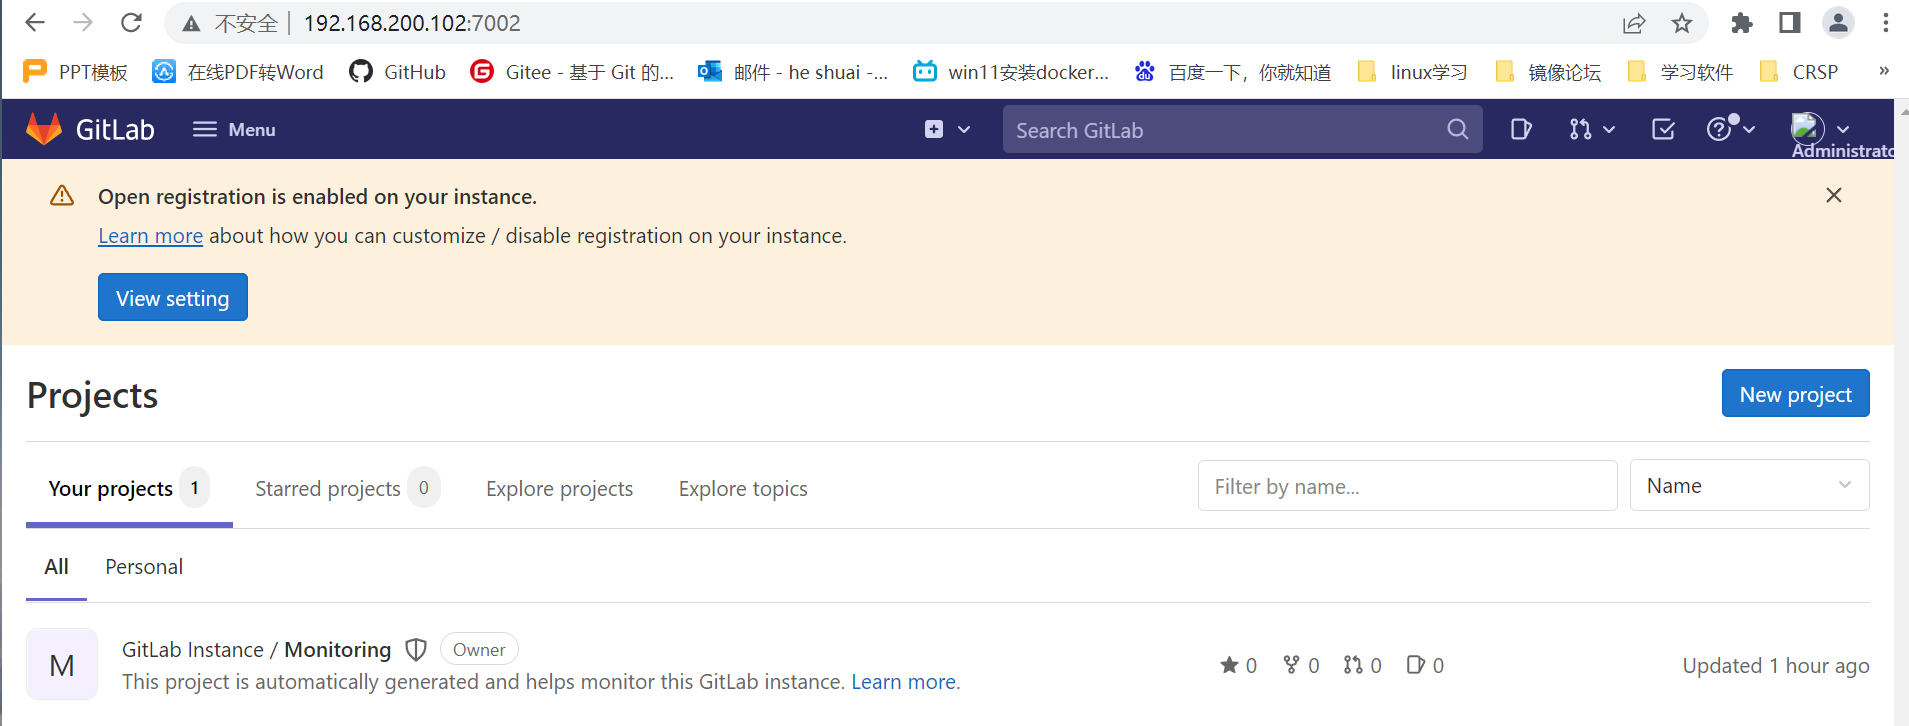 不安全 192.168.200.102:7002
PPT模板 在线PDF转Word GitHub Gitee - 基于 Git 的... 邮件 - he shuai -... win11安装docker... 百度一下，你就知道 linux学习 镜像论坛 学习软件 CRSP »
GitLab Menu Search GitLab
Administrato
Open registration is enabled on your instance.
Learn more about how you can customize / disable registration on your instance.
View setting
Projects New project
Your projects 1 Starred projects 0 Explore projects Explore topics Filter by name... Name
All Personal
M GitLab Instance / Monitoring Owner
This project is automatically generated and helps monitor this GitLab instance. Learn more.
0 0 0 0 Updated 1 hour ago